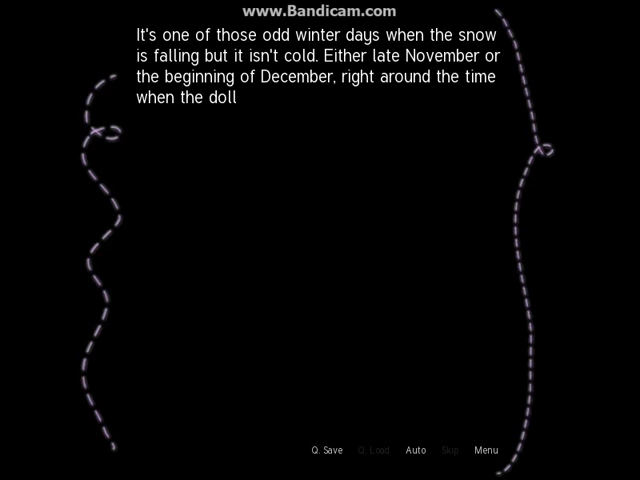 www.Bandicam.com
It's one of those odd winter days when the snow
is falling but it isn't cold. Either late November or
the beginning of December, right around the time
when the doll
Q. Save Q. Load Auto Skip Menu